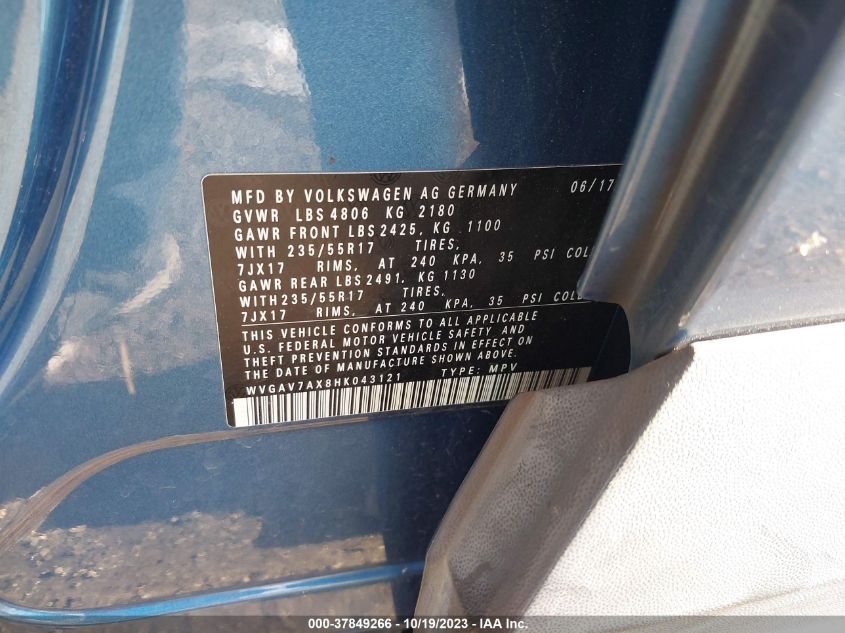 MFD BY VOLKSWAGEN AG GERMANY 06/17
GVWR LBS 4806 KG 2180
GAWR FRONT LBS 2425, KG 1100
WITH 235/55R17 TIRES,
7JX17 RIMS, AT 240 KPA, 35 PSI COL
GAWR REAR LBS 2491, KG 1130
WITH 235/55R17 TIRES,
7JX17 RIMS, AT 240 KPA, 35 PSI COL
THIS VEHICLE CONFORMS TO ALL APPLICABLE
U.S. FEDERAL MOTOR VEHICLE SAFETY AND
THEFT PREVENTION STANDARDS IN EFFECT ON
THE DATE OF MANUFACTURE SHOWN ABOVE.
WVGAV7AX8HK043121 TYPE: MPV
000-37849266 - 10/19/2023 - IAA Inc.